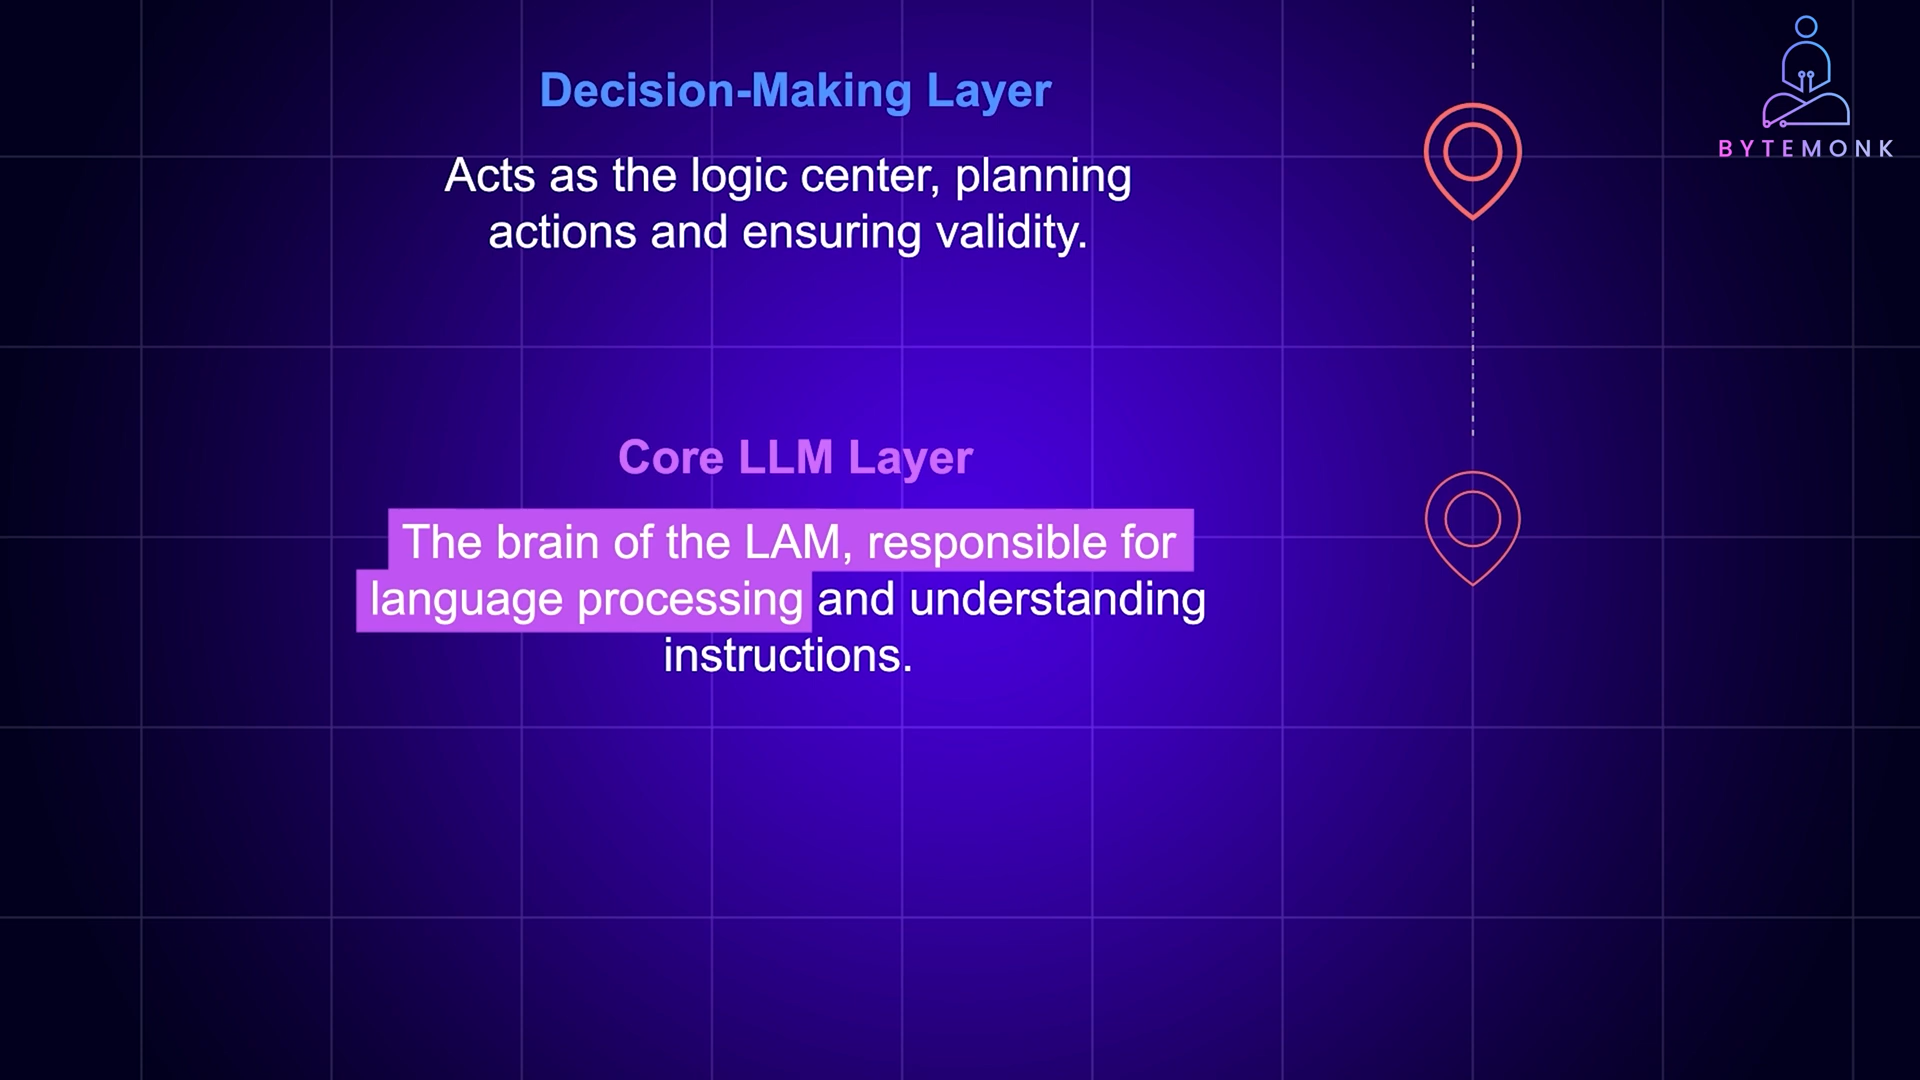 Decision-Making Layer
Acts as the logic center, planning
actions and ensuring validity.
Core LLM Layer
The brain of the LAM, responsible for
language processing and understanding
instructions.
BYTEMONK